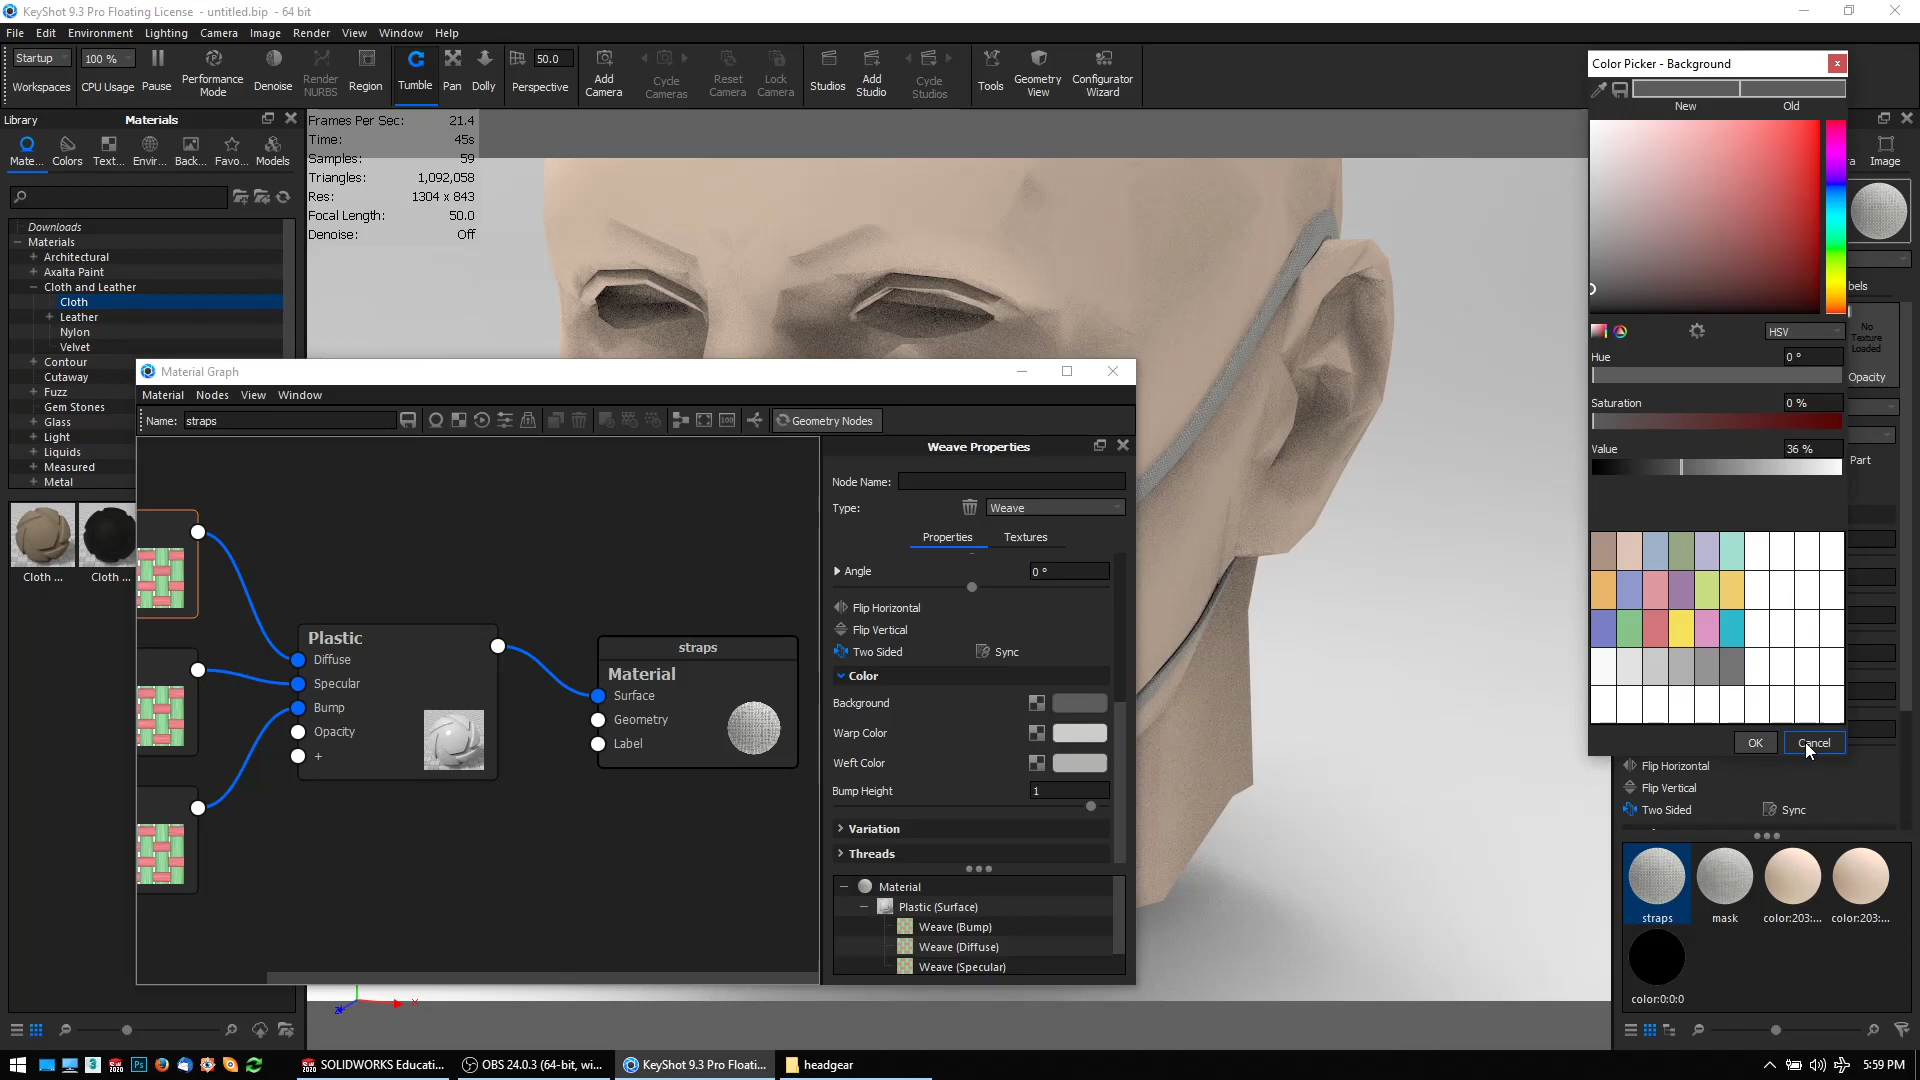 KeyShot 9.3 Pro Floating License - untitled.bip - 64 bit
File Edit Environment Lighting Camera Image Render View Window Help
Startup 100 % 50.0
Workspaces CPU Usage Pause Performance Mode Denoise Render NURBS Region Tumble Pan Dolly Perspective Add Camera Cycle Cameras Reset Camera Lock Camera Studios Add Studio Cycle Studios Tools Geometry View Configurator Wizard
Library Materials
Mate... Colors Text... Envir... Back... Favo... Models
Downloads
Materials
Architectural
Axalta Paint
Cloth and Leather
Cloth
Leather
Nylon
Velvet
Contour
Cutaway
Fuzz
Gem Stones
Glass
Light
Liquids
Measured
Metal
Cloth ... Cloth ...
Frames Per Sec: 21.4
Time: 45s
Samples: 59
Triangles: 1,092,058
Res: 1304 x 843
Focal Length: 50.0
Denoise: Off
Material Graph
Material Nodes View Window
Name: straps
100
Geometry Nodes
Plastic
Diffuse
Specular
Bump
Opacity
+
straps
Material
Surface
Geometry
Label
Weave Properties
Node Name:
Type: Weave
Properties Textures
Angle 0 °
Flip Horizontal
Flip Vertical
Two Sided Sync
Color
Background
Warp Color
Weft Color
Bump Height 1
Variation
Threads
Material
Plastic (Surface)
Weave (Bump)
Weave (Diffuse)
Weave (Specular)
Color Picker - Background
New Old
HSV
Hue 0 °
Saturation 0 %
Value 36 %
OK Cancel
ra Image
bels
No Texture Loaded
Opacity
Part
Flip Horizontal
Flip Vertical
Two Sided Sync
straps mask color:203:... color:203:...
color:0:0:0
z x
SOLIDWORKS Educati... OBS 24.0.3 (64-bit, wi... KeyShot 9.3 Pro Floati... headgear 5:59 PM